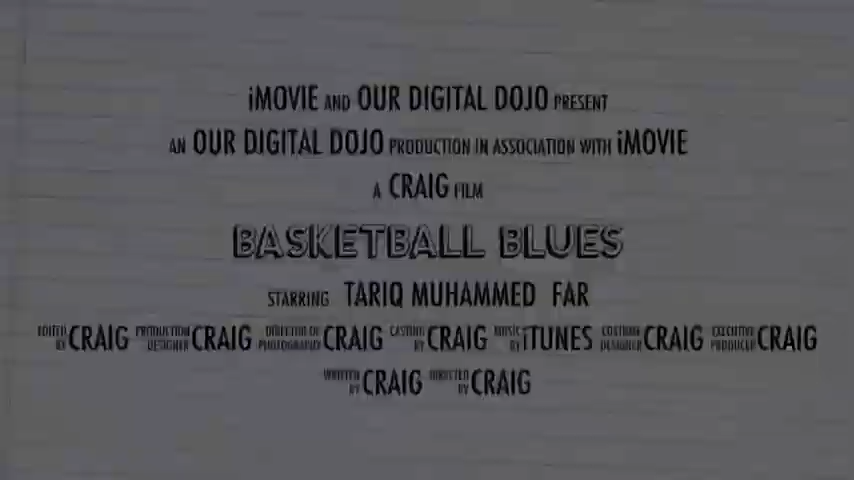 iMOVIE AND OUR DIGITAL DOJO PRESENT
AN OUR DIGITAL DOJO PRODUCTION IN ASSOCIATION WITH iMOVIE
A CRAIG FILM
BASKETBALL BLUES
STARRING TARIQ MUHAMMED FAR
EDITED BY CRAIG PRODUCTION DESIGNER CRAIG DIRECTOR OF PHOTOGRAPHY CRAIG CASTING BY CRAIG MUSIC BY iTUNES COSTUME DESIGNER CRAIG EXECUTIVE PRODUCER CRAIG
WRITTEN BY CRAIG DIRECTED BY CRAIG